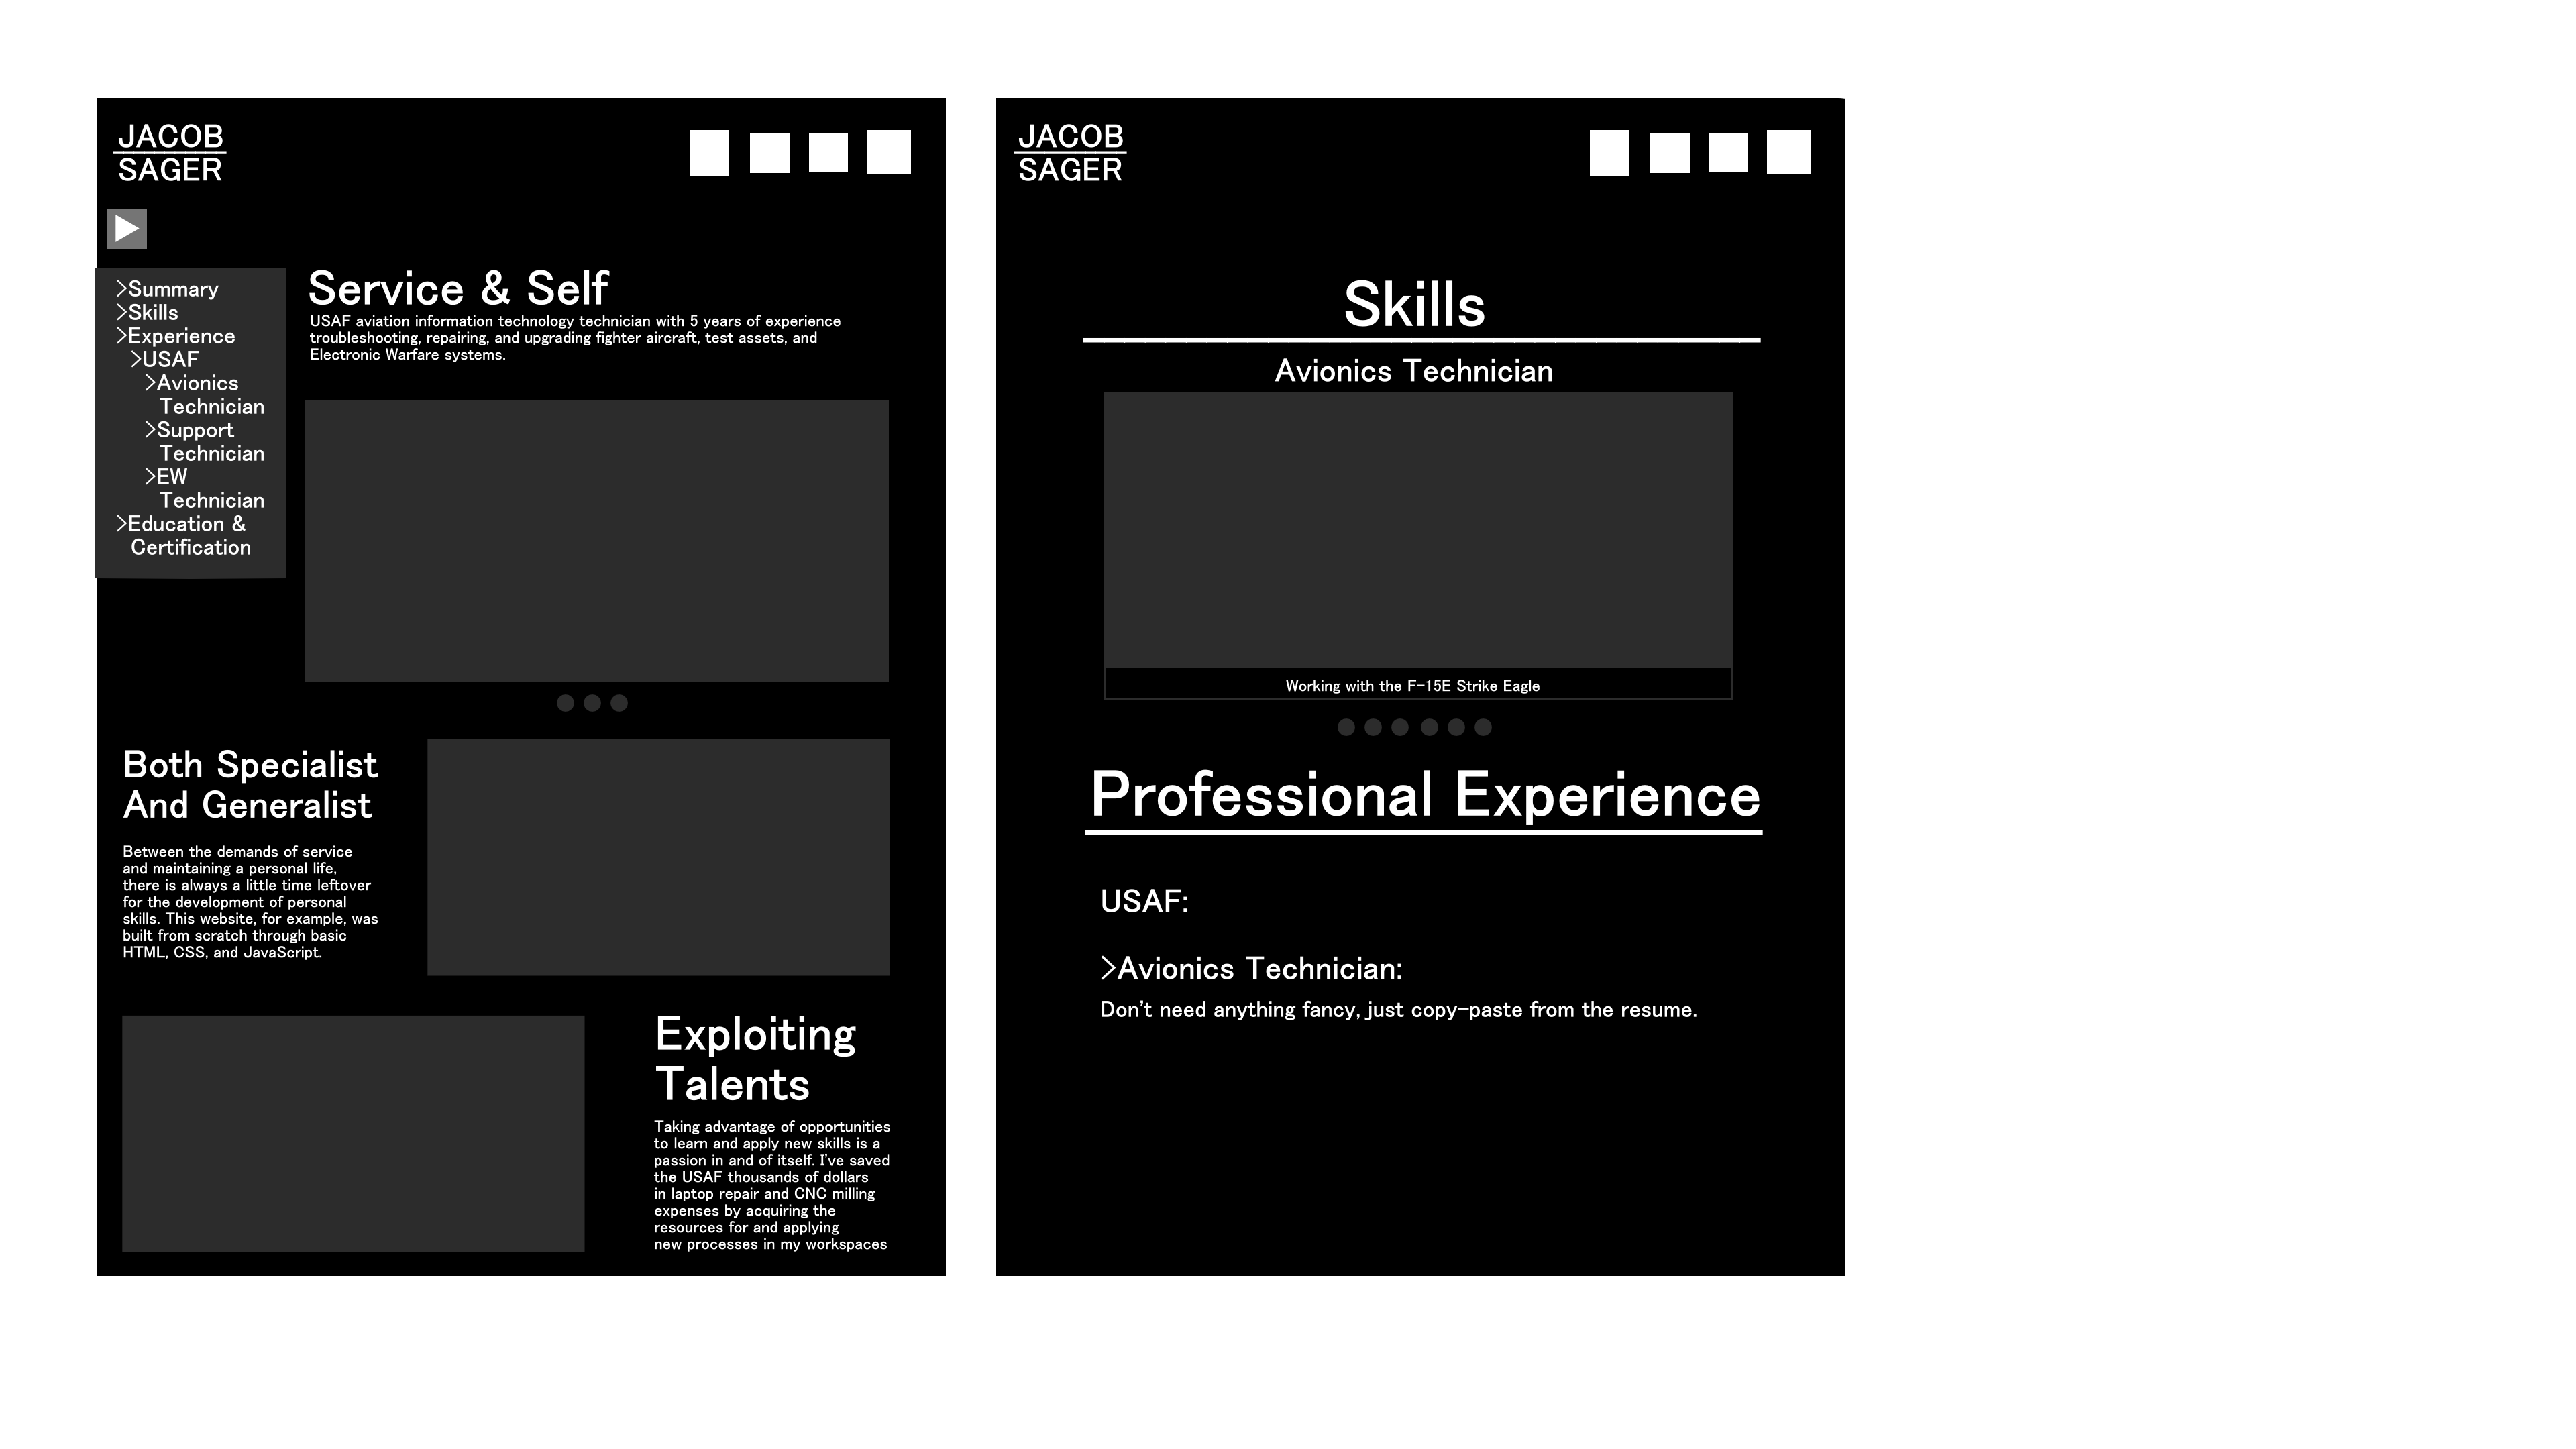 JACOB
SAGER
>Summary
>Skills
>Experience
>USAF
>Avionics
Technician
>Support
Technician
>EW
Technician
>Education &
Certification
Service & Self
USAF aviation information technology technician with 5 years of experience
troubleshooting, repairing, and upgrading fighter aircraft, test assets, and
Electronic Warfare systems.
Both Specialist
And Generalist
Between the demands of service
and maintaining a personal life,
there is always a little time leftover
for the development of personal
skills. This website, for example, was
built from scratch through basic
HTML, CSS, and JavaScript.
Exploiting
Talents
Taking advantage of opportunities
to learn and apply new skills is a
passion in and of itself. I've saved
the USAF thousands of dollars
in laptop repair and CNC milling
expenses by acquiring the
resources for and applying
new processes in my workspaces
JACOB
SAGER
Skills
Avionics Technician
Working with the F-15E Strike Eagle
Professional Experience
USAF:
>Avionics Technician:
Don't need anything fancy, just copy-paste from the resume.